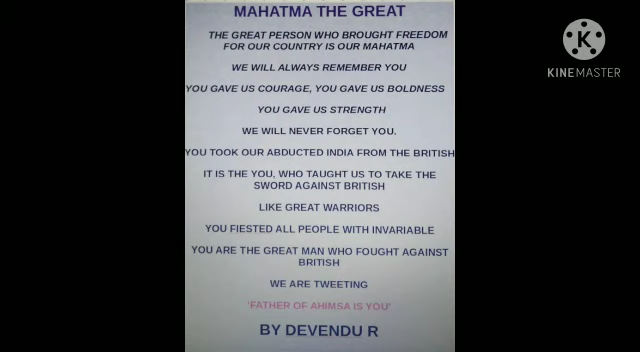 MAHATMA THE GREAT
THE GREAT PERSON WHO BROUGHT FREEDOM
FOR OUR COUNTRY IS OUR MAHATMA
WE WILL ALWAYS REMEMBER YOU
YOU GAVE US COURAGE, YOU GAVE US BOLDNESS
YOU GAVE US STRENGTH
WE WILL NEVER FORGET YOU.
YOU TOOK OUR ABDUCTED INDIA FROM THE BRITISH
IT IS THE YOU, WHO TAUGHT US TO TAKE THE
SWORD AGAINST BRITISH
LIKE GREAT WARRIORS
YOU FIESTED ALL PEOPLE WITH INVARIABLE
YOU ARE THE GREAT MAN WHO FOUGHT AGAINST
BRITISH
WE ARE TWEETING
'FATHER OF AHIMSA IS YOU'
BY DEVENDU R
K
KINEMASTER